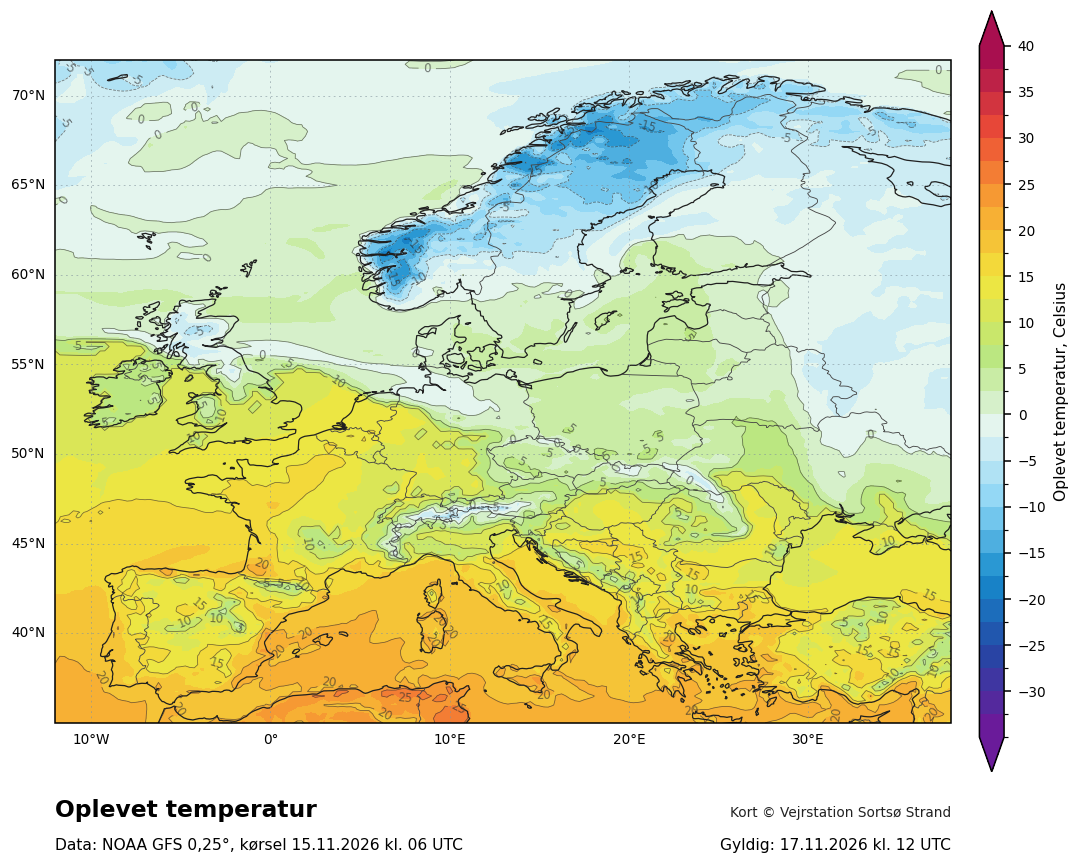 70°N
65°N
60°N
55°N
50°N
45°N
40°N
10°W
0°
10°E
20°E
30°E
40
35
30
25
20
15
10
5
0
−5
−10
−15
−20
−25
−30
Oplevet temperatur, Celsius
Oplevet temperatur
Kort © Vejrstation Sortsø Strand
Data: NOAA GFS 0,25°, kørsel 15.11.2026 kl. 06 UTC
Gyldig: 17.11.2026 kl. 12 UTC